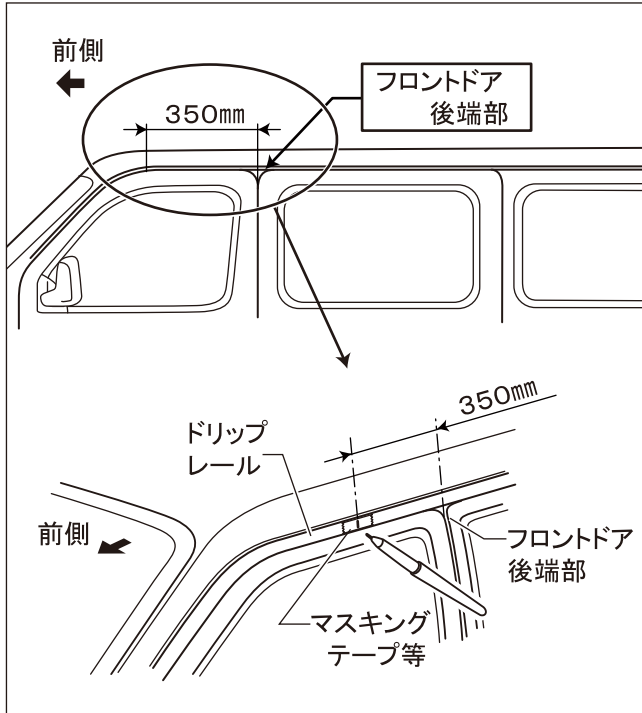 前側
350mm
フロントドア
後端部
350mm
ドリップ
レール
前側
フロントドア
後端部
マスキング
テープ等